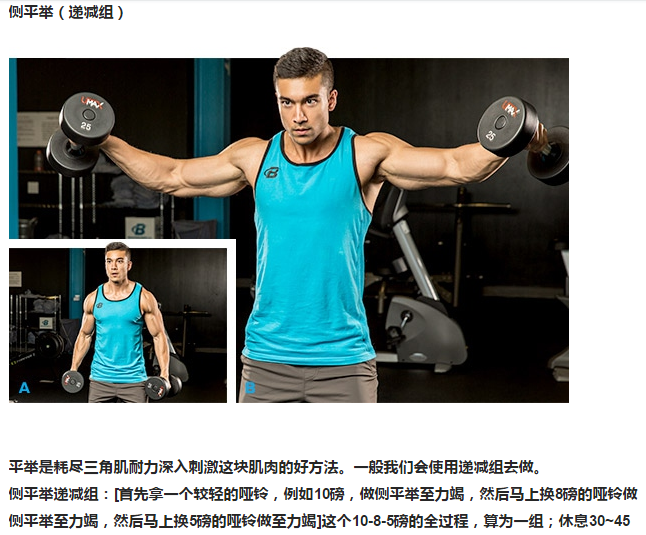 侧平举（递减组）
MAX
25
MAX
25
B
A
B
平举是耗尽三角肌耐力深入刺激这块肌肉的好方法。一般我们会使用递减组去做。
侧平举递减组：[首先拿一个较轻的哑铃，例如10磅，做侧平举至力竭，然后马上换8磅的哑铃做
侧平举至力竭，然后马上换5磅的哑铃做至力竭]这个10-8-5磅的全过程，算为一组；休息30~45